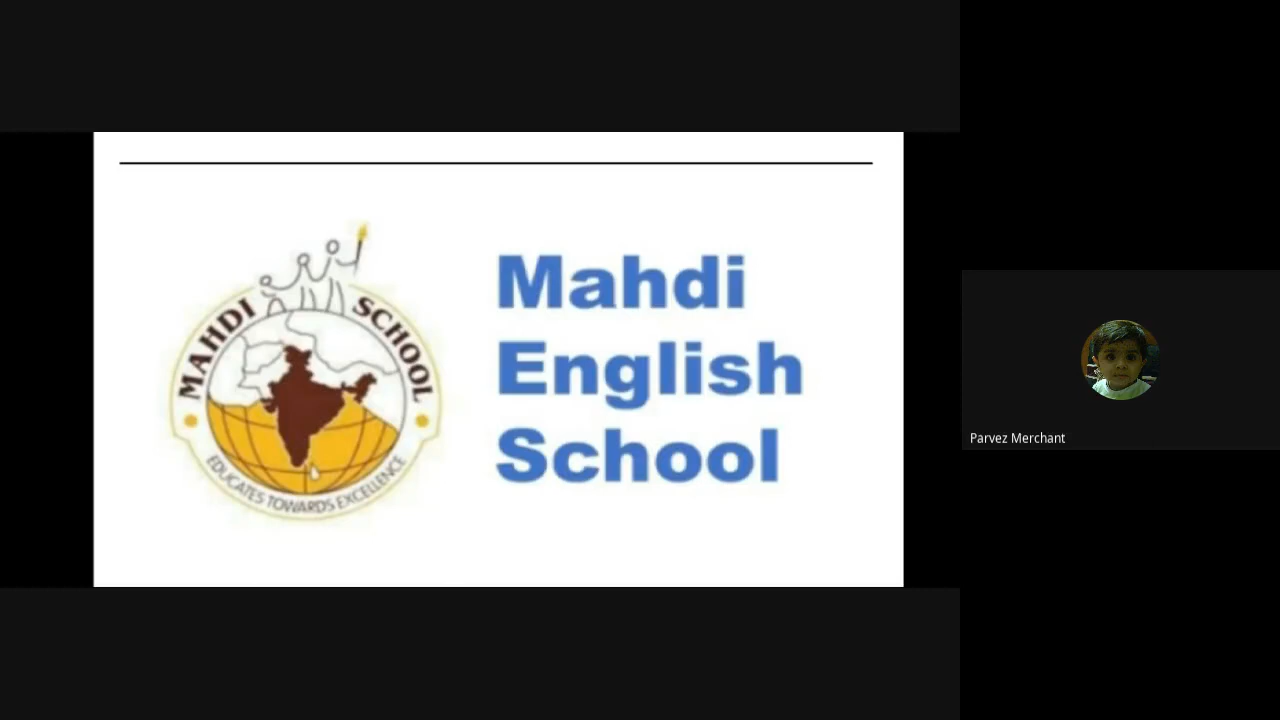 MAHDI SCHOOL
EDUCATES TOWARDS EXCELLENCE
Mahdi
English
School
Parvez Merchant